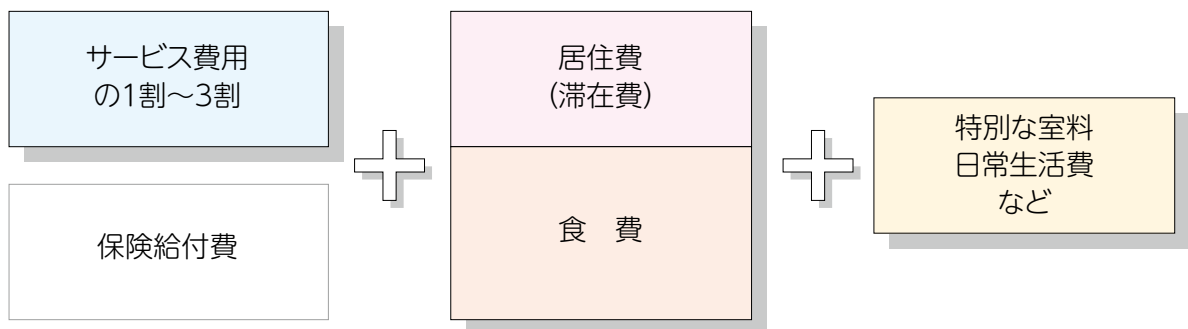 サービス費用
の1割～3割
保険給付費
居住費
(滞在費)
食　費
特別な室料
日常生活費
など